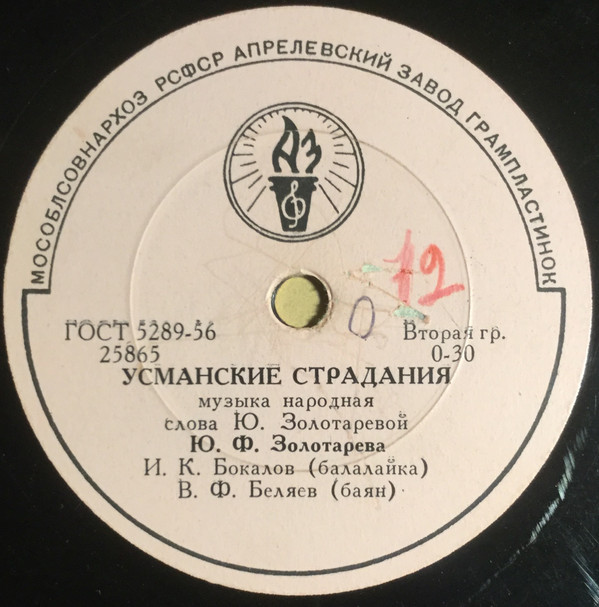 МОСОБЛСОВНАРХОЗ РСФСР АПРЕЛЕВСКИЙ ЗАВОД ГРАМПЛАСТИНОК
АЗ
12
0
ГОСТ 5289-56 Вторая гр.
25865 0-30
УСМАНСКИЕ СТРАДАНИЯ
музыка народная
слова Ю. Золотаревой
Ю. Ф. Золотарева
И. К. Бокалов (балалайка)
В. Ф. Беляев (баян)